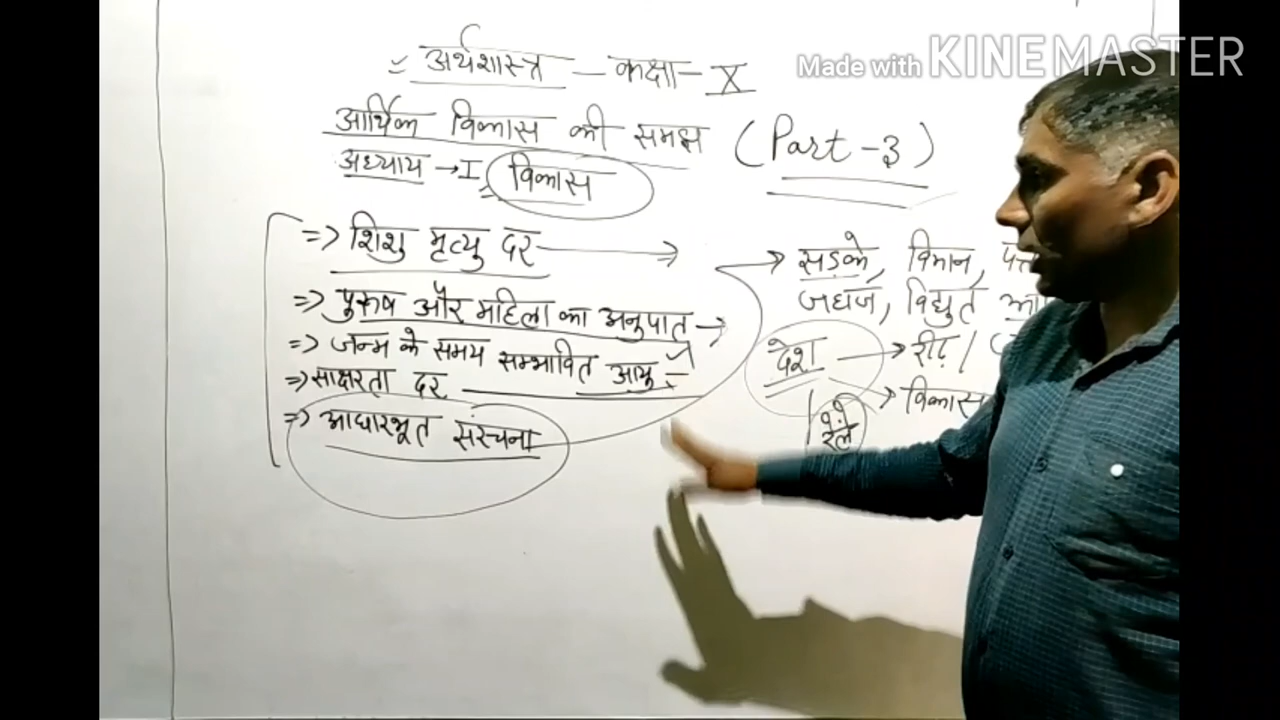 Made with KINEMASTER
अर्थशास्त्र — कक्षा - X
आर्थिक विकास की समझ (Part-3)
अध्याय → I विकास
=> शिशु मृत्यु दर →
=> पुरुष और महिला का अनुपात →
=> जन्म के समय सम्भावित आयु
=> साक्षरता दर
=> आधारभूत संरचना
→ सड़के, विमान,
जहाज, विद्युत
देश → रीढ़ /
→ विकास
रेलें